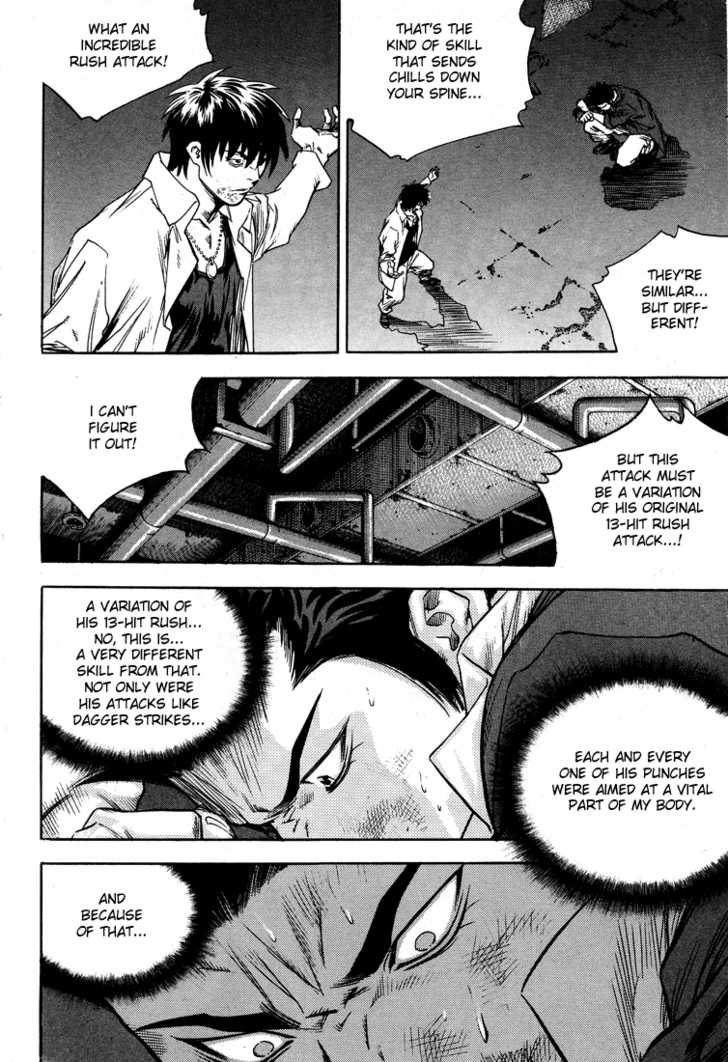 WHAT AN
INCREDIBLE
RUSH ATTACK!
THAT'S THE
KIND OF SKILL
THAT SENDS
CHILLS DOWN
YOUR SPINE...
THEY'RE
SIMILAR...
BUT DIFF-
ERENT!
I CAN'T
FIGURE
IT OUT!
BUT THIS
ATTACK MUST
BE A VARIATION
OF HIS ORIGINAL
13-HIT RUSH
ATTACK...!
A VARIATION OF
HIS 13-HIT RUSH...
NO, THIS IS...
A VERY DIFFERENT
SKILL FROM THAT.
NOT ONLY WERE
HIS ATTACKS LIKE
DAGGER STRIKES...
EACH AND EVERY
ONE OF HIS PUNCHES
WERE AIMED AT A VITAL
PART OF MY BODY.
AND
BECAUSE
OF THAT...